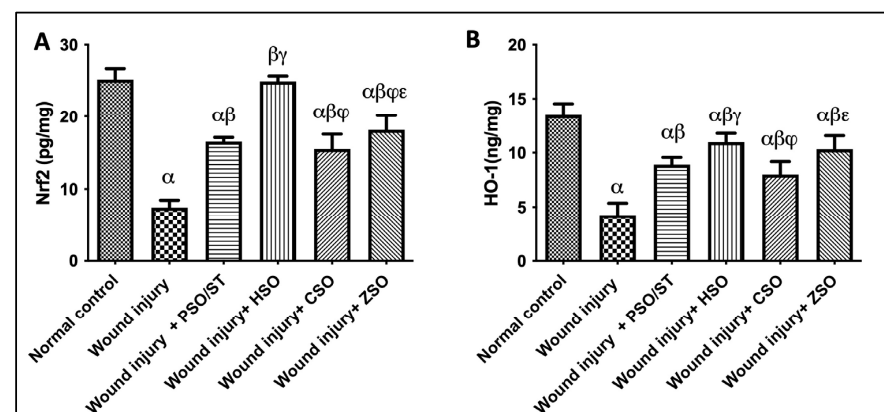 A
Nrf2 (pg/mg)
30
20
10
0
α
αβ
βγ
αβφ
αβφε
Normal control
Wound injury
Wound injury + PSO/ST
Wound injury+ HSO
Wound injury+ CSO
Wound injury+ ZSO
B
HO-1(ng/mg)
20
15
10
5
0
α
αβ
αβγ
αβφ
αβε
Normal control
Wound injury
Wound injury + PSO/ST
Wound injury+ HSO
Wound injury+ CSO
Wound injury+ ZSO